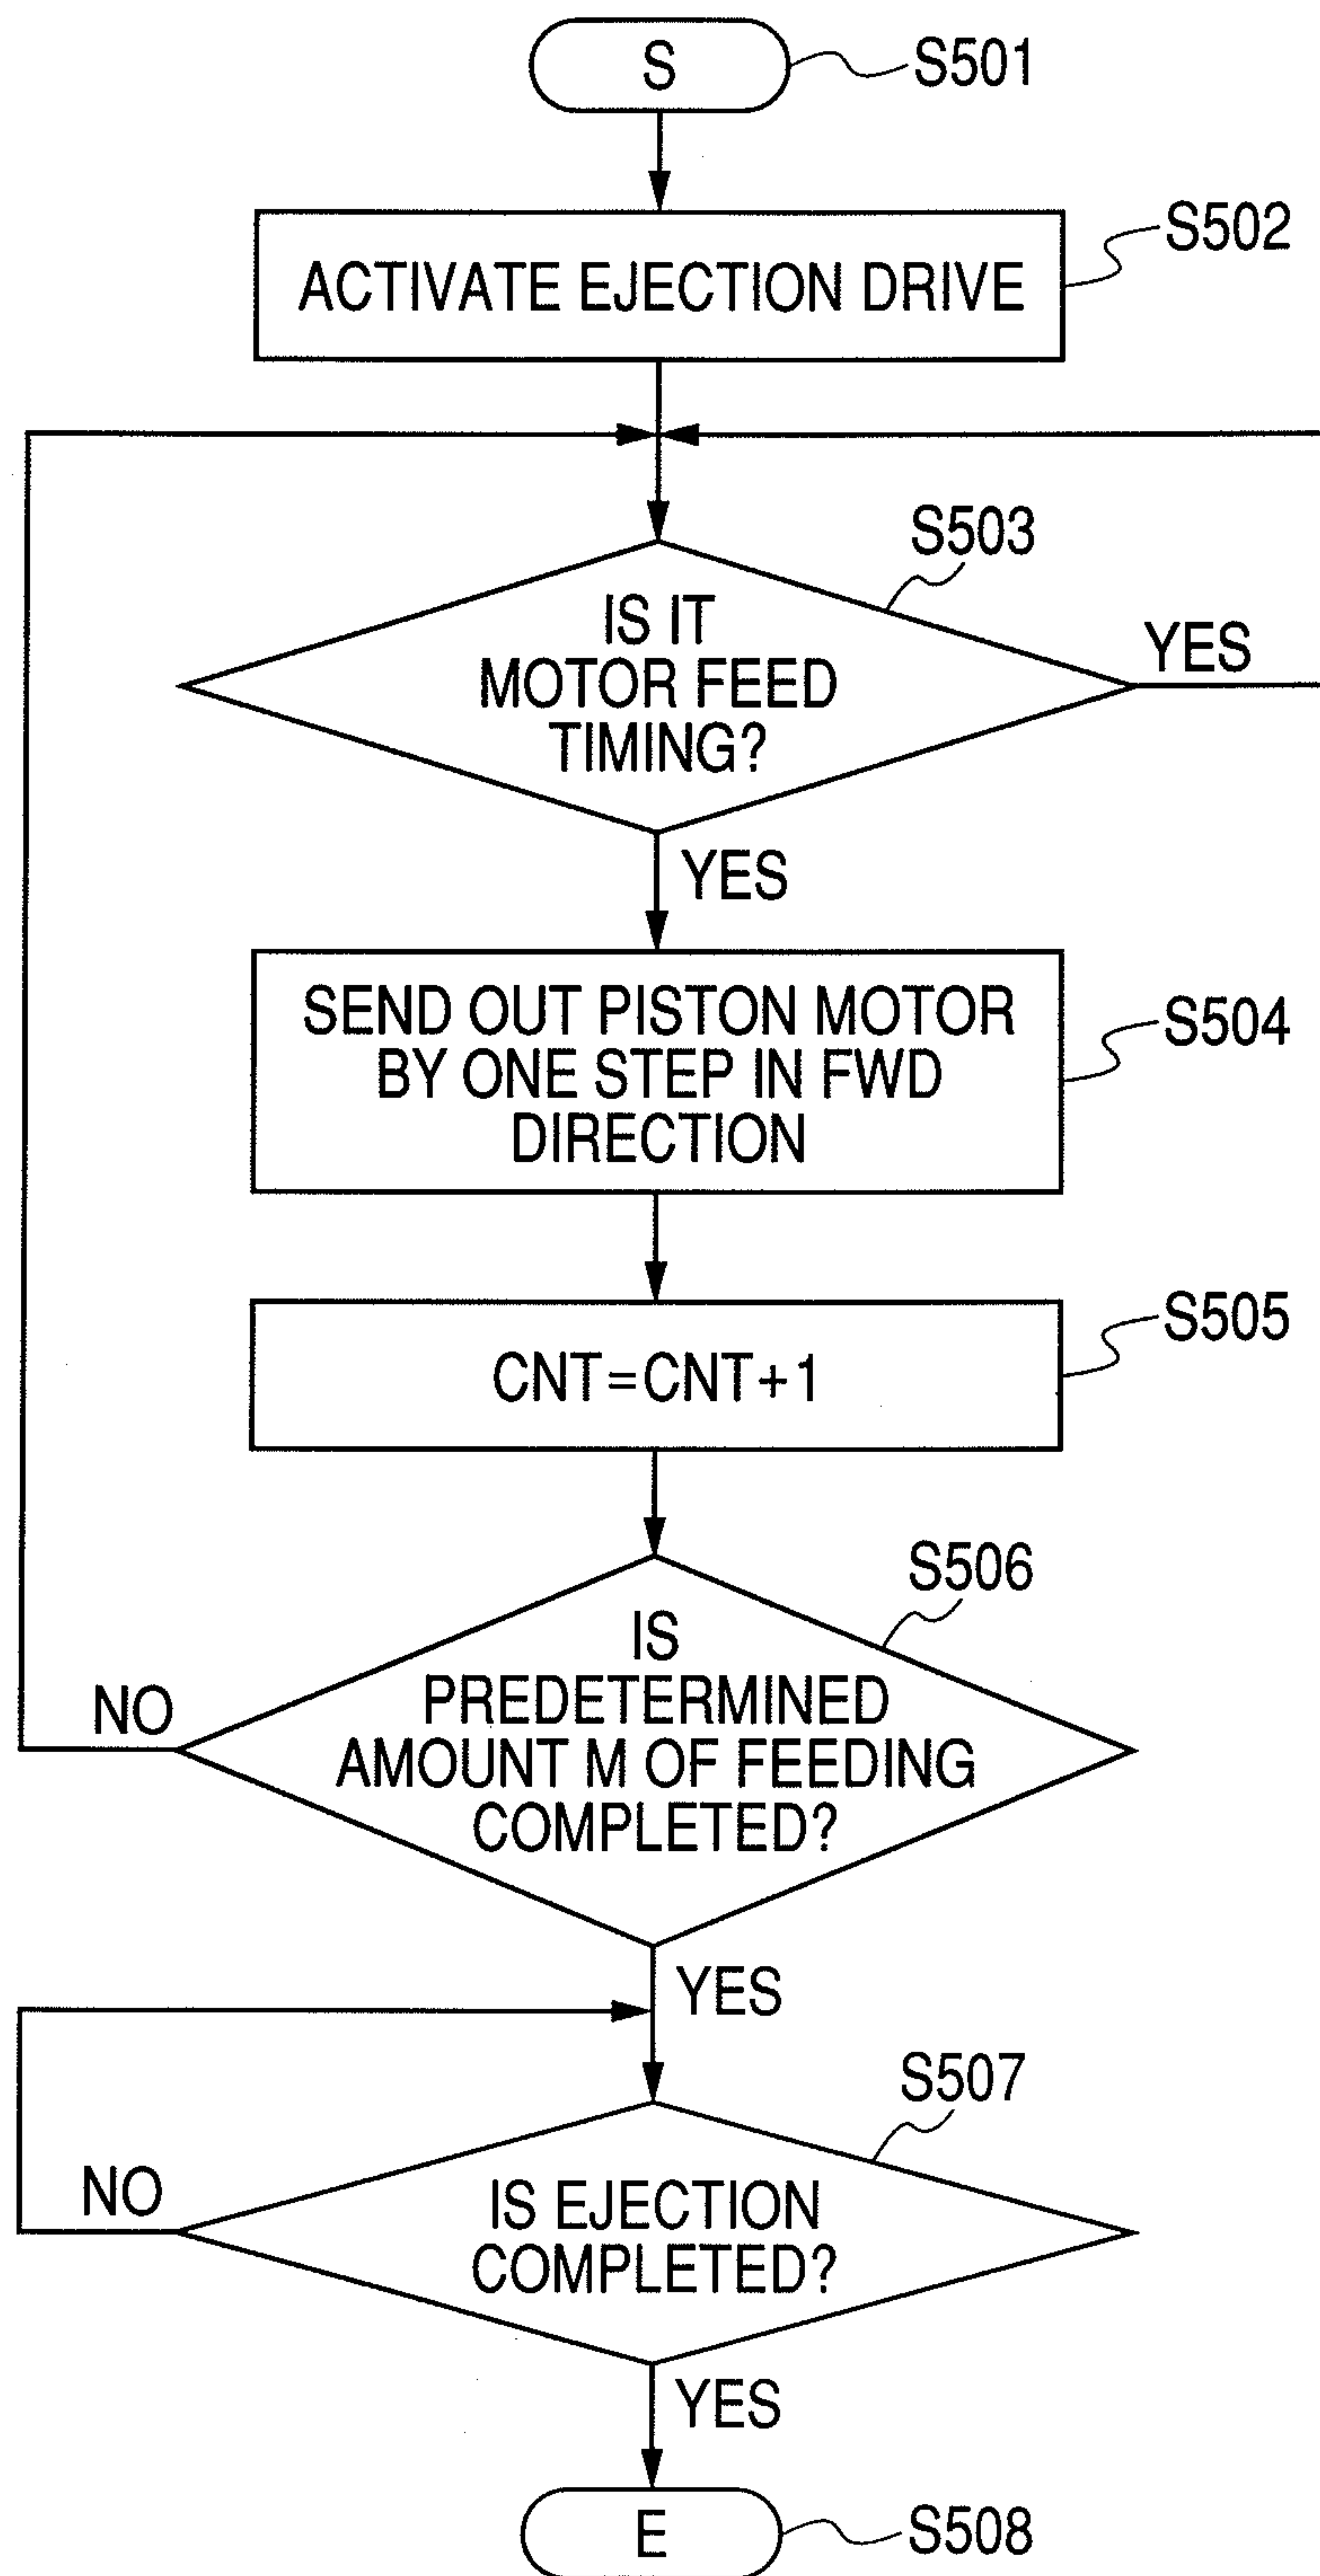 S
S501
S502
ACTIVATE EJECTION DRIVE
S503
IS IT
MOTOR FEED
TIMING?
YES
YES
SEND OUT PISTON MOTOR
BY ONE STEP IN FWD
DIRECTION
S504
S505
CNT=CNT+1
S506
IS
PREDETERMINED
AMOUNT M OF FEEDING
COMPLETED?
NO
YES
S507
IS EJECTION
COMPLETED?
NO
YES
E
S508